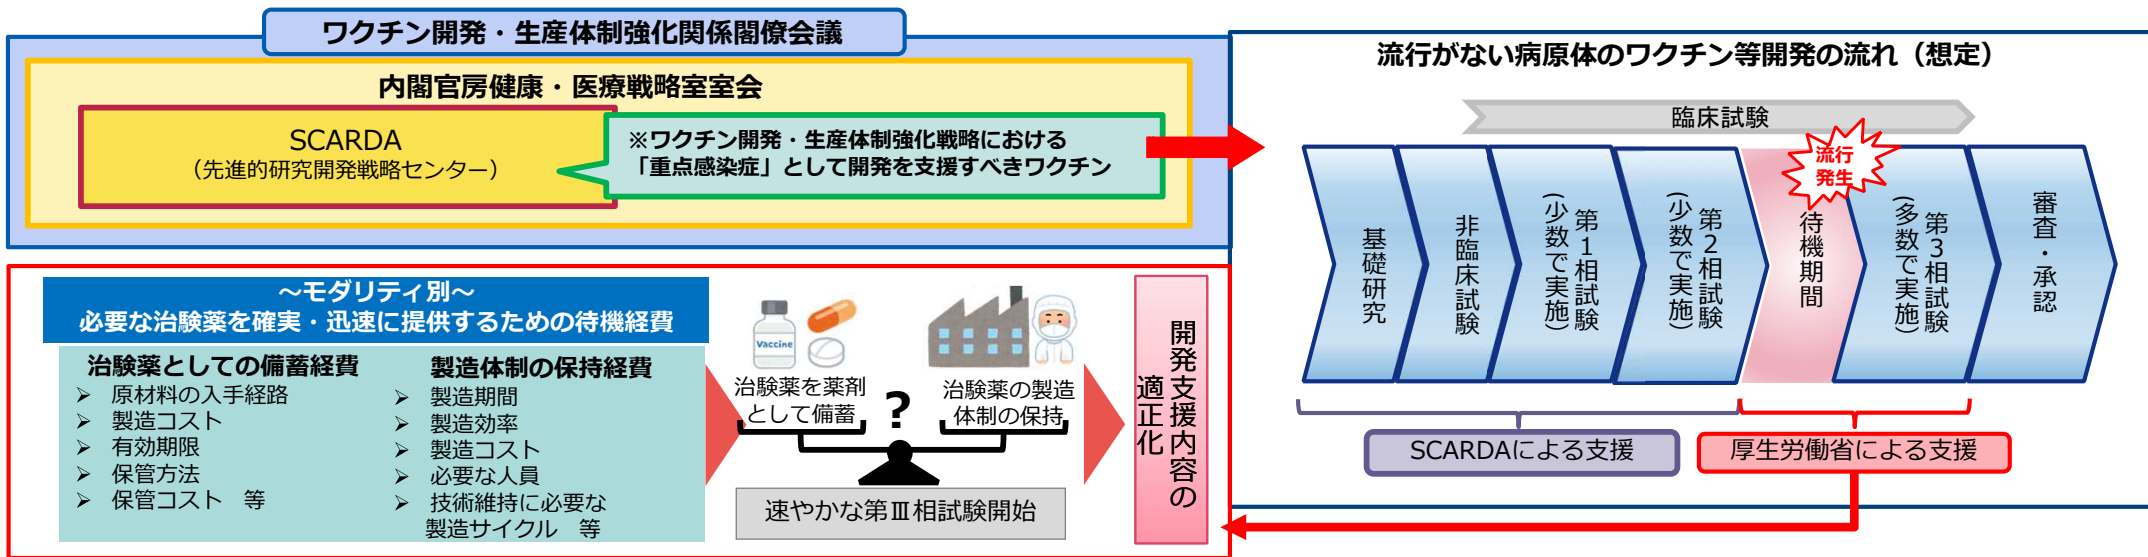 ワクチン開発・生産体制強化関係閣僚会議
内閣官房健康・医療戦略室室会
SCARDA
（先進的研究開発戦略センター）
※ワクチン開発・生産体制強化戦略における
「重点感染症」として開発を支援すべきワクチン
流行がない病原体のワクチン等開発の流れ（想定）
臨床試験
流行
発生
基礎研究
非臨床試験
第1相試験
(少数で実施)
第2相試験
(少数で実施)
待機期間
第3相試験
(多数で実施)
審査・承認
SCARDAによる支援
厚生労働省による支援
～モダリティ別～
必要な治験薬を確実・迅速に提供するための待機経費
治験薬としての備蓄経費
➢ 原材料の入手経路
➢ 製造コスト
➢ 有効期限
➢ 保管方法
➢ 保管コスト　等
製造体制の保持経費
➢ 製造期間
➢ 製造効率
➢ 製造コスト
➢ 必要な人員
➢ 技術維持に必要な
製造サイクル　等
Vaccine
治験薬を薬剤
として備蓄
?
治験薬の製造
体制の保持
速やかな第Ⅲ相試験開始
開発支援内容の
適正化